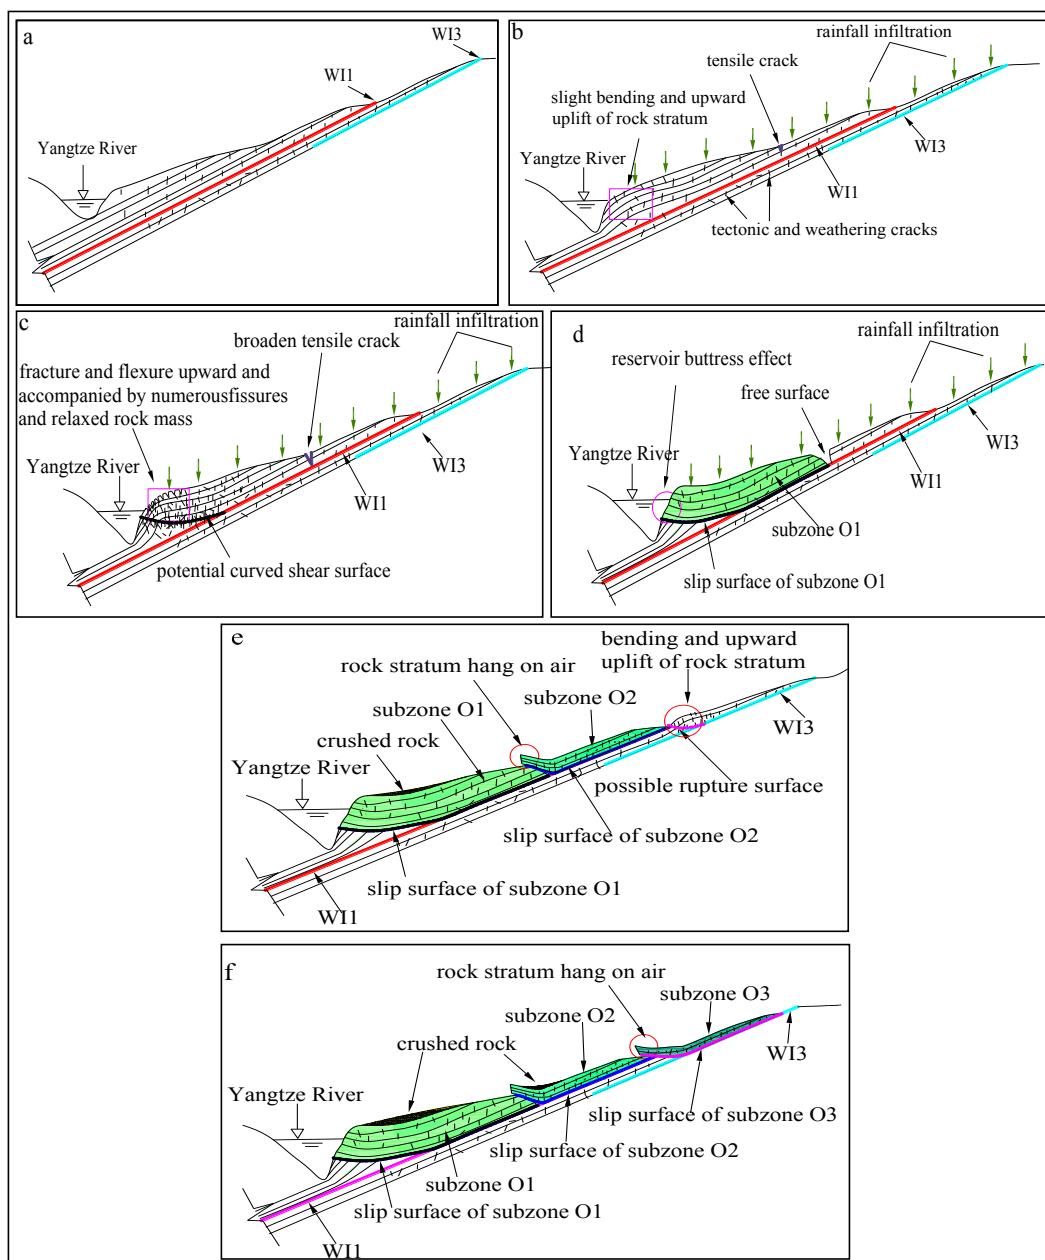 a
WI3
WI1
Yangtze River
b
rainfall infiltration
tensile crack
slight bending and upward
uplift of rock stratum
Yangtze River
WI3
WI1
tectonic and weathering cracks
c
rainfall infiltration
broaden tensile crack
fracture and flexure upward and
accompanied by numerousfissures
and relaxed rock mass
Yangtze River
WI3
WI1
potential curved shear surface
d
rainfall infiltration
reservoir buttress effect
free surface
Yangtze River
WI3
WI1
subzone O1
slip surface of subzone O1
e
bending and upward
uplift of rock stratum
rock stratum hang on air
subzone O2
subzone O1
crushed rock
WI3
Yangtze River
possible rupture surface
slip surface of subzone O2
slip surface of subzone O1
WI1
f
rock stratum hang on air
subzone O3
subzone O2
crushed rock
WI3
Yangtze River
slip surface of subzone O3
slip surface of subzone O2
subzone O1
slip surface of subzone O1
WI1